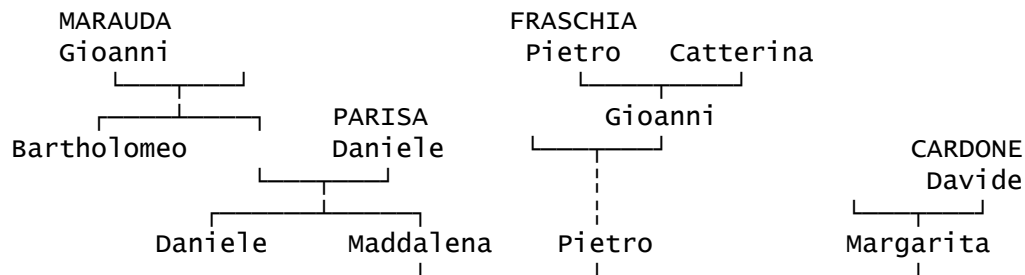 MARAUDA FRASCHIA
Gioanni Pietro Catterina
PARISA Gioanni
Bartholomeo Daniele CARDONE
Davide
Daniele Maddalena Pietro Margarita